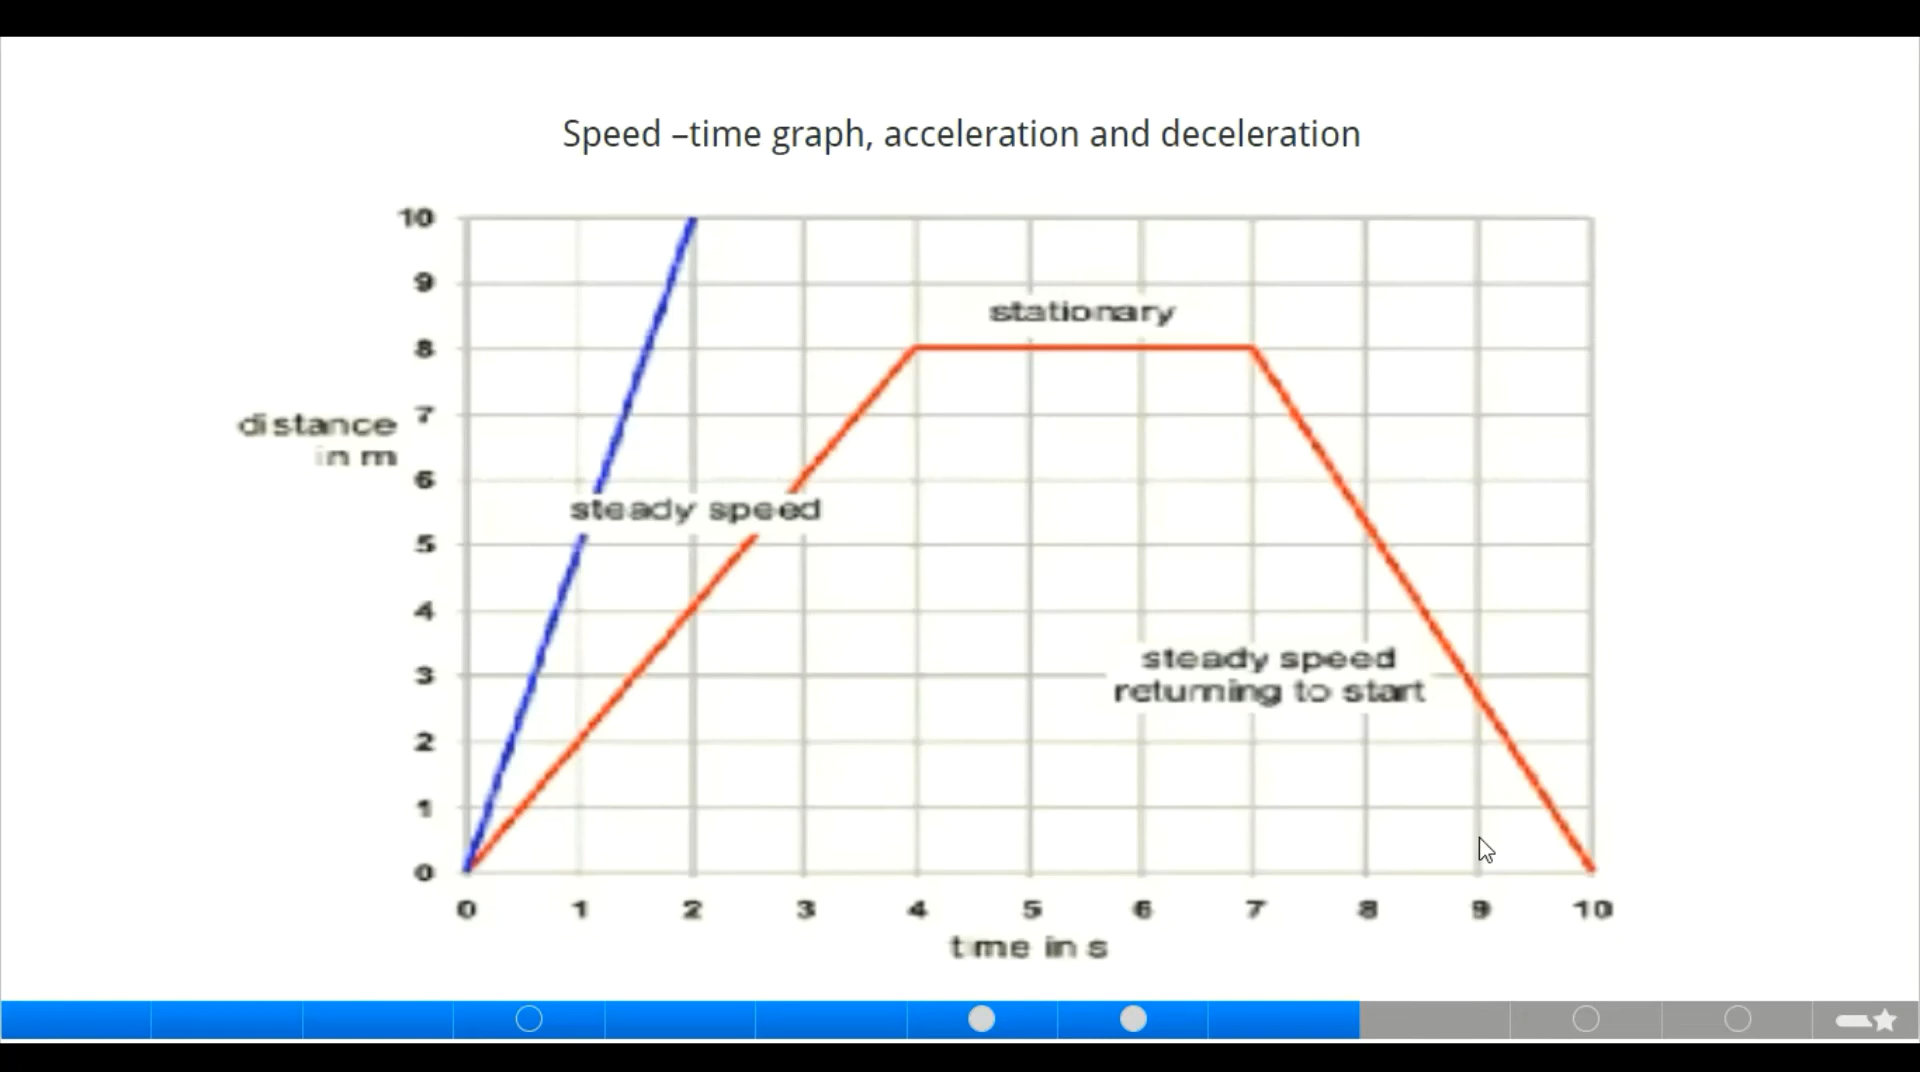 Speed –time graph, acceleration and deceleration
10
9
8
7
6
5
4
3
2
1
0
distance
in m
stationary
steady speed
steady speed
returning to start
0 1 2 3 4 5 6 7 8 9 10
time in s